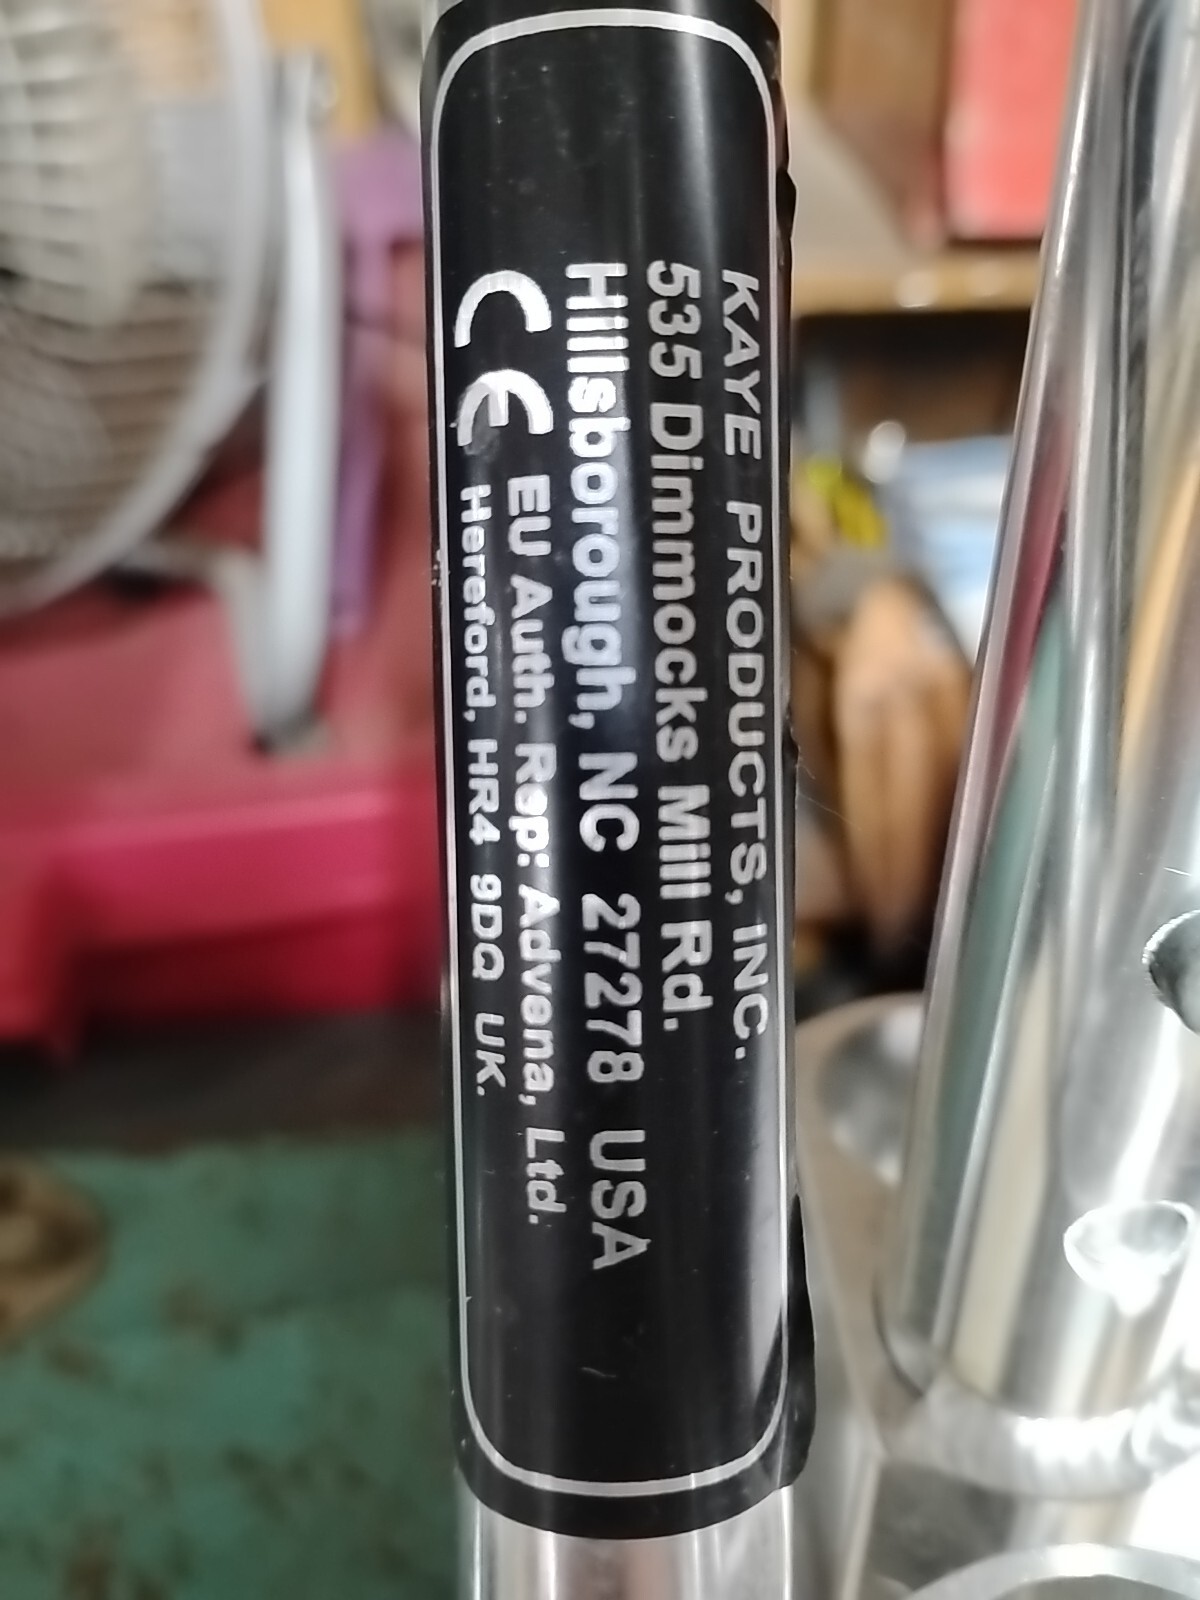 KAYE PRODUCTS, INC.
535 Dimmocks Mill Rd.
Hillsborough, NC 27278 USA
CE EU Auth. Rep: Advena, Ltd.
Hereford, HR4 9DQ UK.